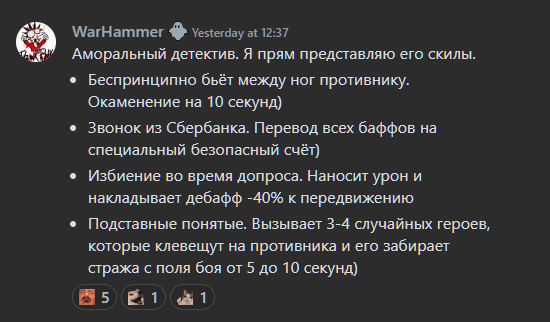 WarHammer Yesterday at 12:37
Аморальный детектив. Я прям представляю его скилы.
• Беспринципно бьёт между ног противнику.
Окаменение на 10 секунд)
• Звонок из Сбербанка. Перевод всех баффов на
специальный безопасный счёт)
• Избиение во время допроса. Наносит урон и
накладывает дебафф -40% к передвижению
• Подставные понятые. Вызывает 3-4 случайных героев,
которые клевещут на противника и его забирает
стража с поля боя от 5 до 10 секунд)
5 1 1